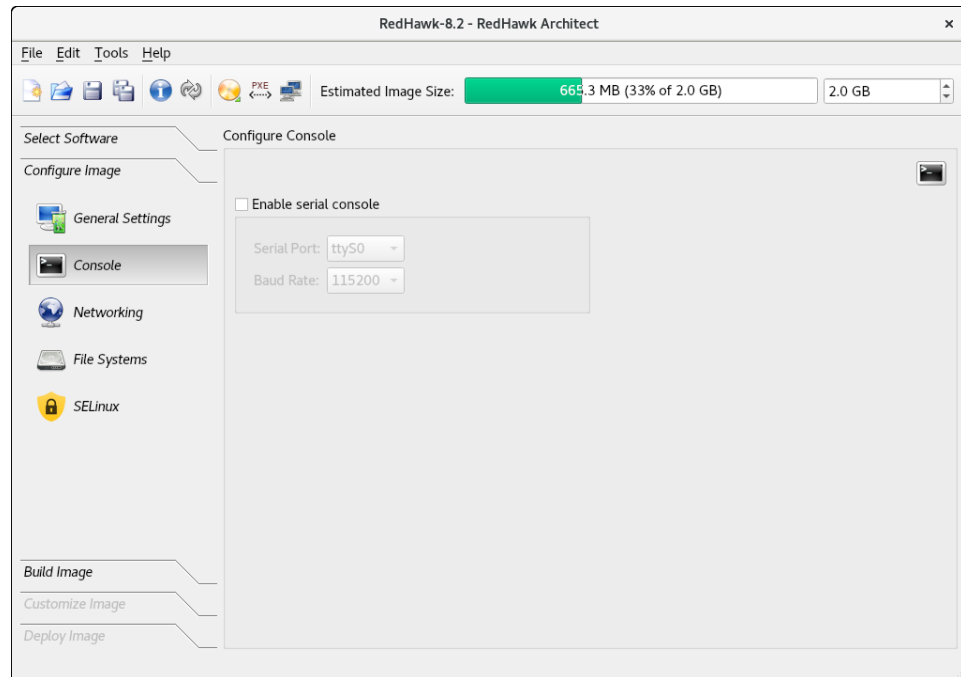 RedHawk-8.2 - RedHawk Architect ×
File Edit Tools Help
PXE Estimated Image Size: 665.3 MB (33% of 2.0 GB) 2.0 GB
Select Software
Configure Image
General Settings
Console
Networking
File Systems
SELinux
Build Image
Customize Image
Deploy Image
Configure Console
Enable serial console
Serial Port: ttyS0
Baud Rate: 115200